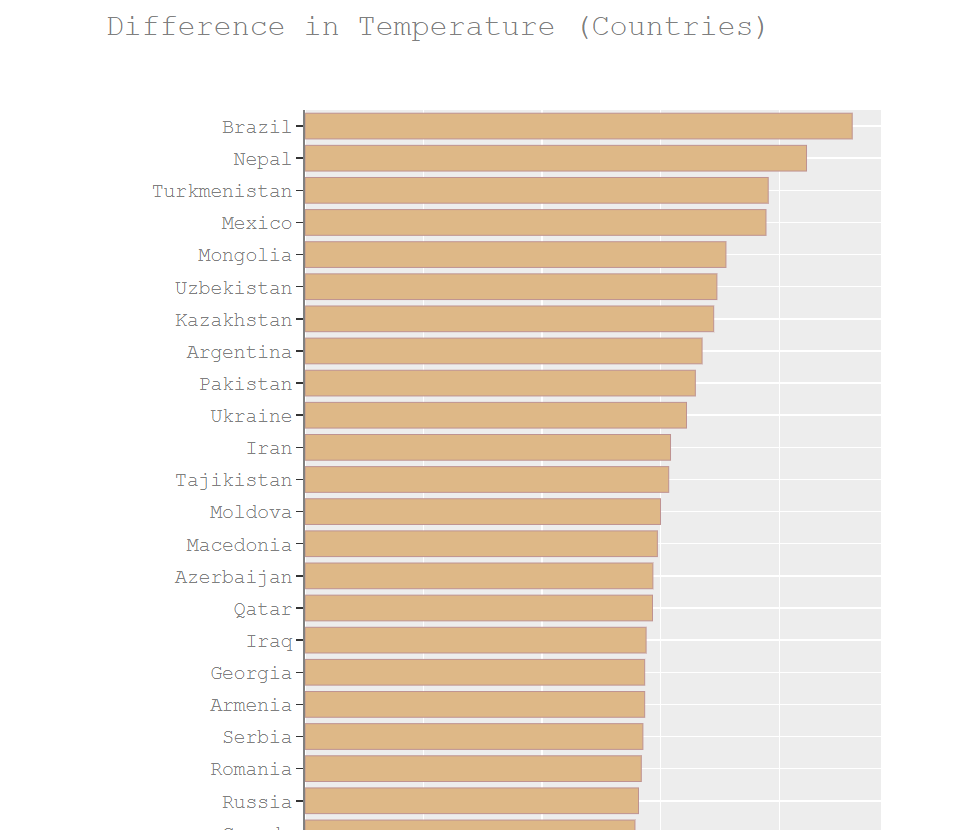 Difference in Temperature (Countries)
Brazil
Nepal
Turkmenistan
Mexico
Mongolia
Uzbekistan
Kazakhstan
Argentina
Pakistan
Ukraine
Iran
Tajikistan
Moldova
Macedonia
Azerbaijan
Qatar
Iraq
Georgia
Armenia
Serbia
Romania
Russia